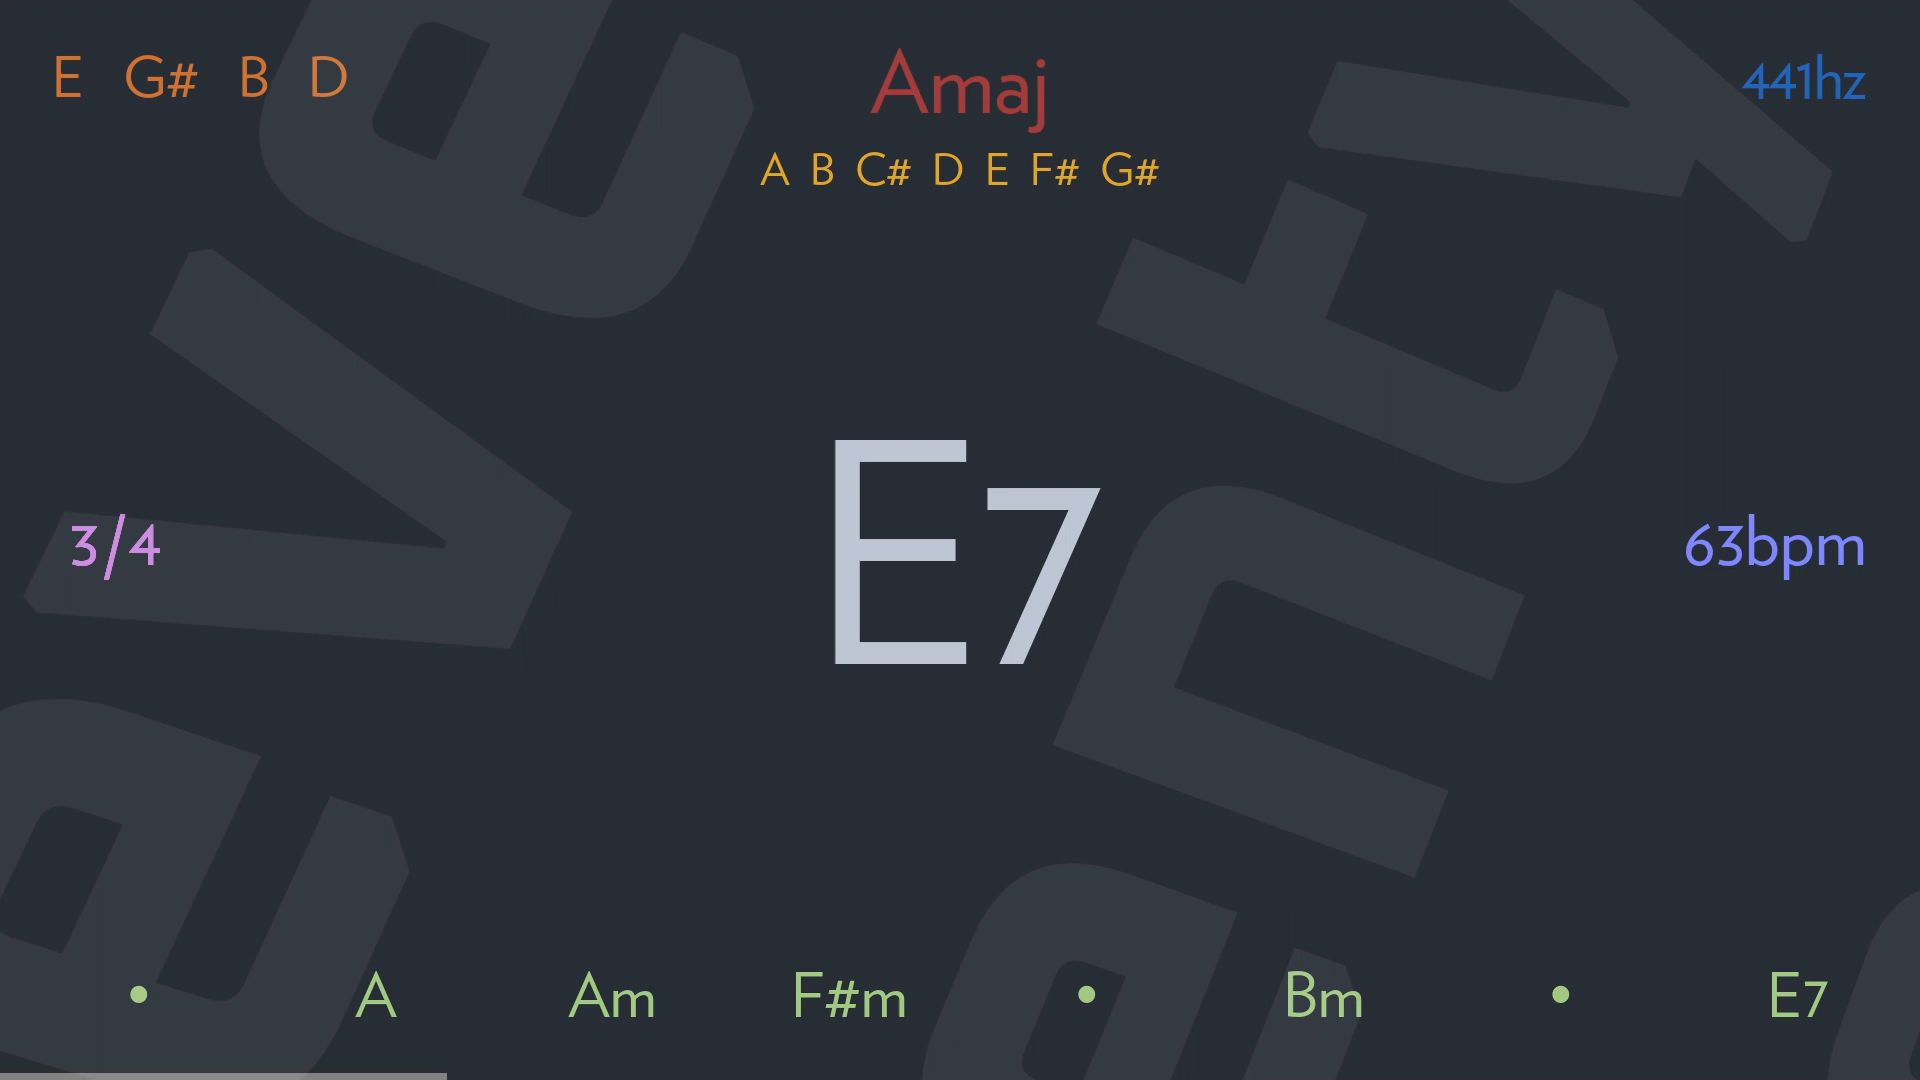 E G# B D
Amaj
441hz
A B C# D E F# G#
E7
3/4
63bpm
• A Am F#m • Bm • E7